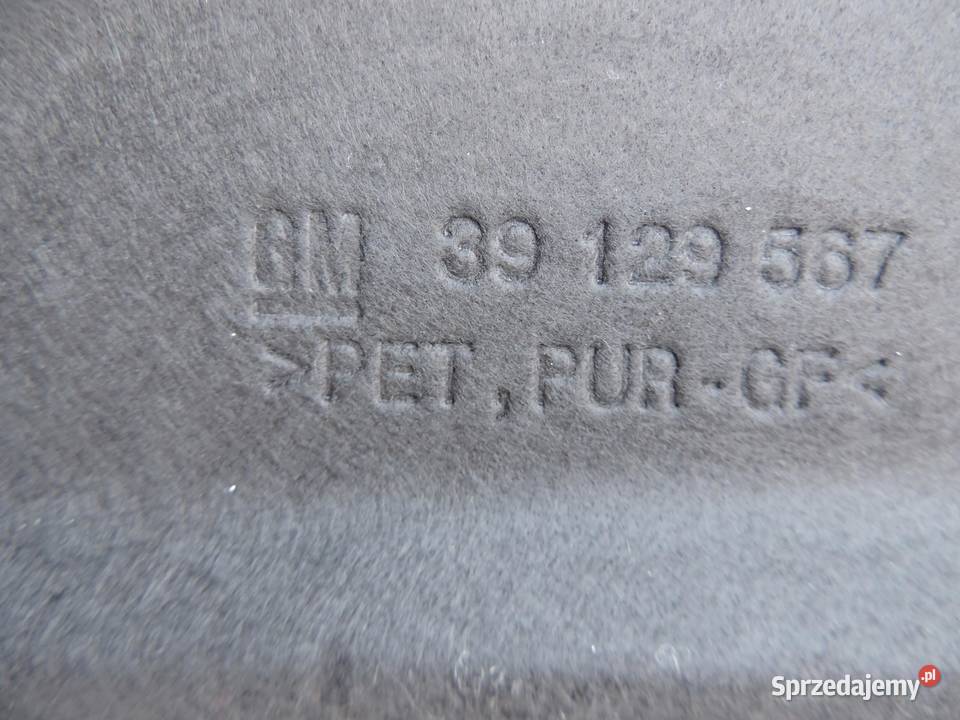 GM 39 129 567
>PET,PUR-GF<
Sprzedajemy.pl